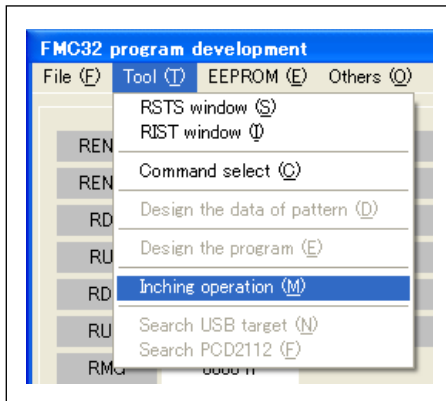 FMC32 program development
File (F) Tool (T) EEPROM (E) Others (O)
RSTS window (S)
RIST window (I)
REN
Command select (C)
REN
Design the data of pattern (D)
RD
Design the program (E)
RU
Inching operation (M)
RD
Search USB target (N)
RU
Search PCD2112 (F)